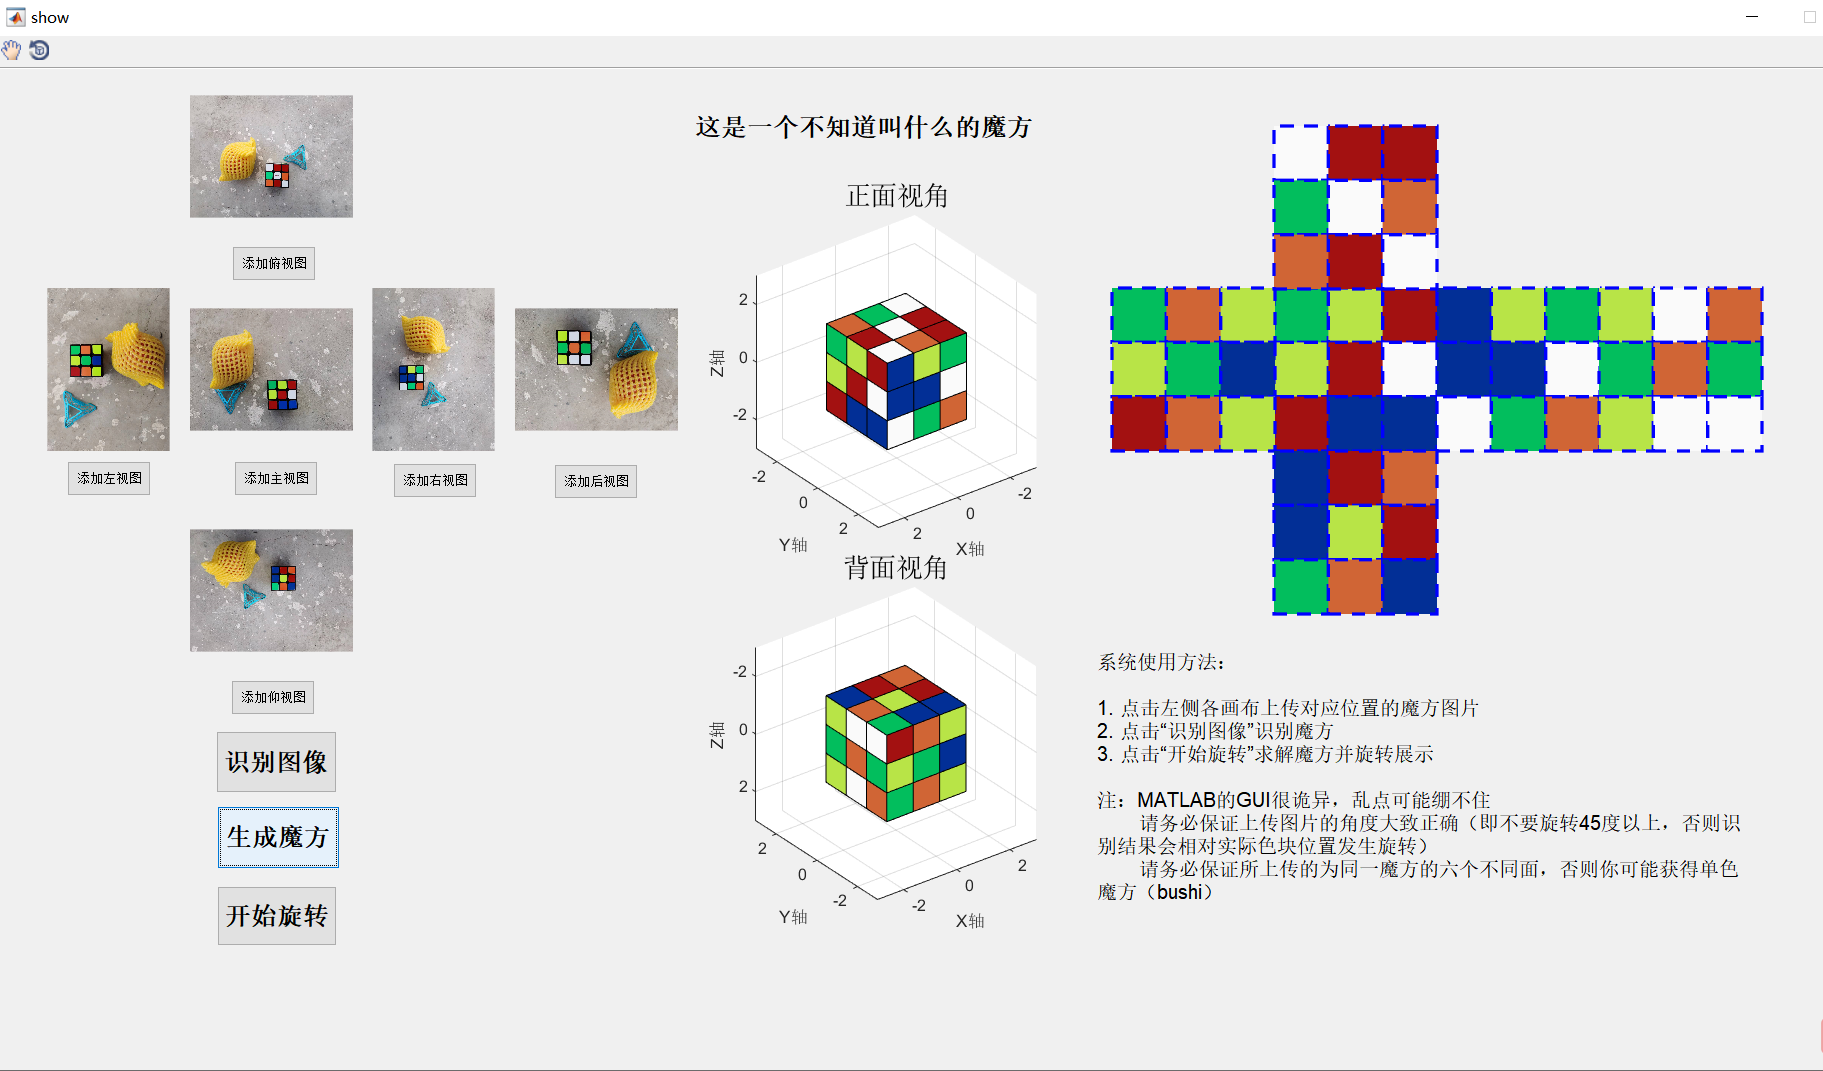 show
添加俯视图
添加左视图
添加主视图
添加右视图
添加后视图
添加仰视图
识别图像
生成魔方
开始旋转
这是一个不知道叫什么的魔方
正面视角
2
0
-2
Z轴
-2
0
2
Y轴
2
0
-2
X轴
背面视角
-2
0
2
Z轴
2
0
-2
Y轴
-2
0
2
X轴
系统使用方法：
1. 点击左侧各画布上传对应位置的魔方图片
2. 点击“识别图像”识别魔方
3. 点击“开始旋转”求解魔方并旋转展示
注：MATLAB的GUI很诡异，乱点可能绷不住
请务必保证上传图片的角度大致正确（即不要旋转45度以上，否则识
别结果会相对实际色块位置发生旋转）
请务必保证所上传的为同一魔方的六个不同面，否则你可能获得单色
魔方（bushi）